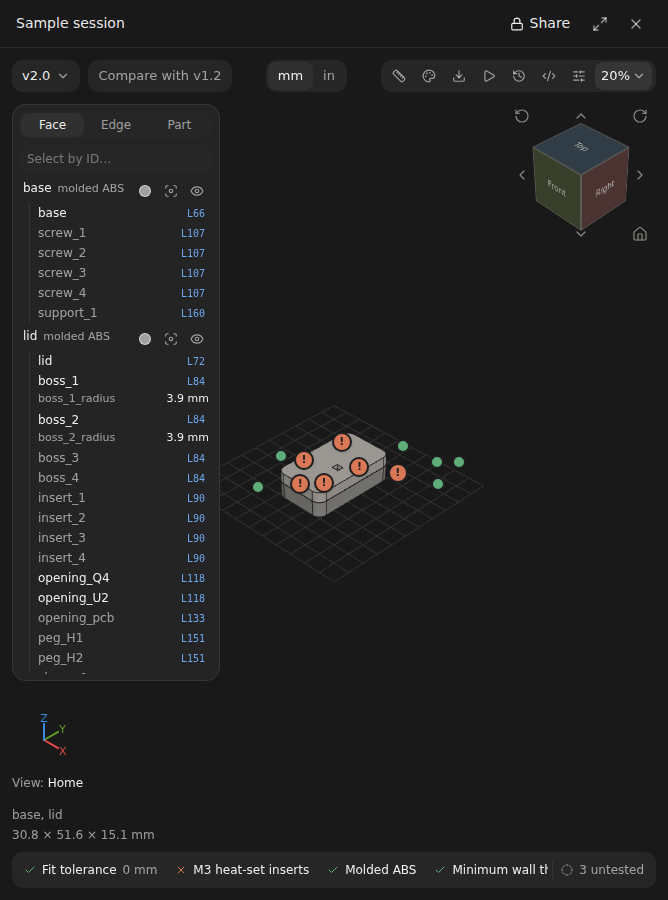 Sample session
Share
v2.0
Compare with v1.2
mm in
20%
Face Edge Part
Select by ID...
base molded ABS
base L66
screw_1 L107
screw_2 L107
screw_3 L107
screw_4 L107
support_1 L160
lid molded ABS
lid L72
boss_1 L84
boss_1_radius 3.9 mm
boss_2 L84
boss_2_radius 3.9 mm
boss_3 L84
boss_4 L84
insert_1 L90
insert_2 L90
insert_3 L90
insert_4 L90
opening_Q4 L118
opening_U2 L118
opening_pcb L133
peg_H1 L151
peg_H2 L151
Top
Front
Right
!
!
!
!
!
!
Z
Y
X
View: Home
base, lid
30.8 × 51.6 × 15.1 mm
Fit tolerance 0 mm
M3 heat-set inserts
Molded ABS
Minimum wall
3 untested